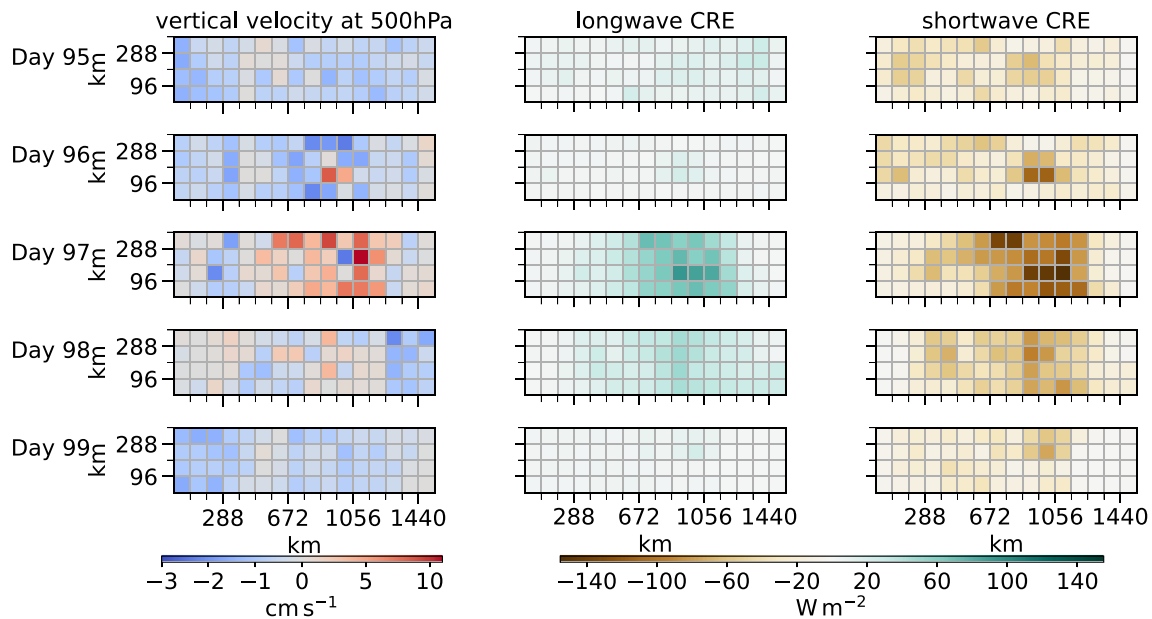 vertical velocity at 500hPa longwave CRE shortwave CRE
Day 95 km 288 96
Day 96 km 288 96
Day 97 km 288 96
Day 98 km 288 96
Day 99 km 288 96
288 672 1056 1440 288 672 1056 1440 288 672 1056 1440
km km km
−3 −2 −1 0 5 10 −140 −100 −60 −20 20 60 100 140
cm s⁻¹ W m⁻²